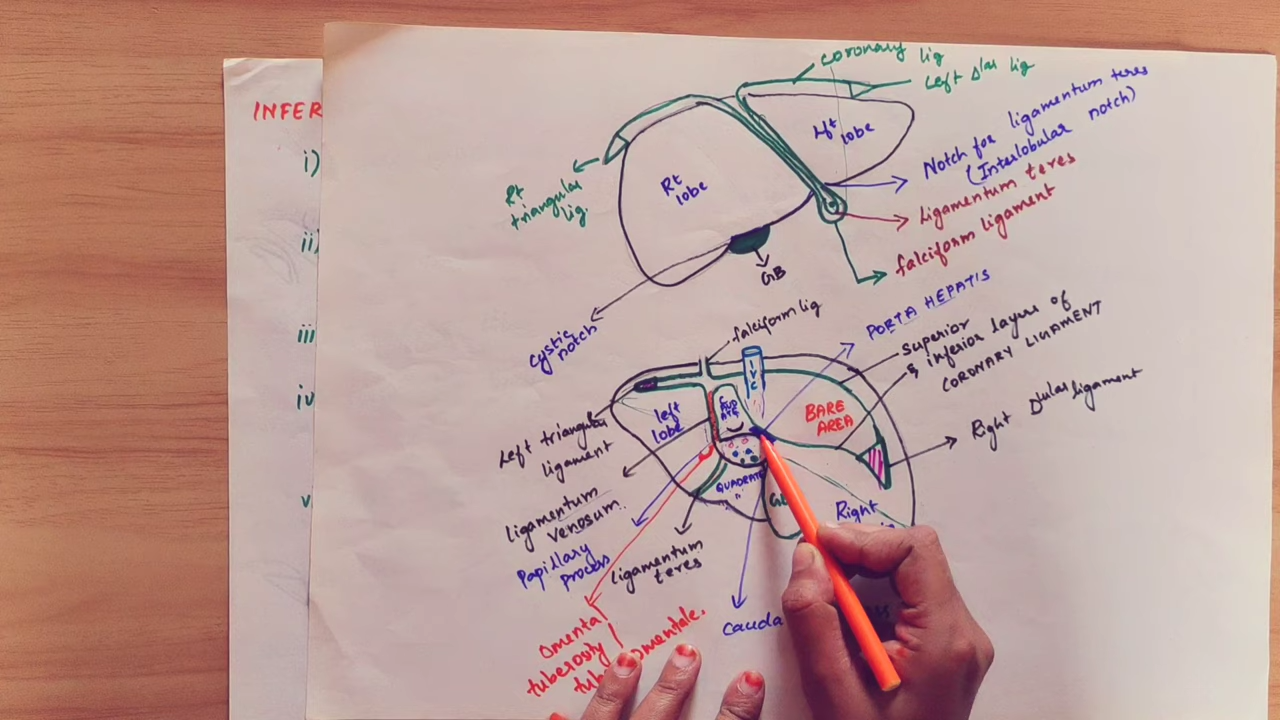 INFER
i)
ii)
iii
iv
v
coronary lig
Left Δlar lig
Lft
lobe
Notch for ligamentum teres
(Interlobular notch)
Rt
lobe
Rt
triangular
lig.
Ligamentum teres
falciform ligament
GB
cystic
notch
falciform lig
PORTA HEPATIS
Superior
& inferior layers of
CORONARY LIGAMENT
IVC
left
lobe
BARE
AREA
Right Δular ligament
Left triangular
ligament
QUADRATE
Right
ligamentum
venosum.
Papillary
process
ligamentum
teres
cauda
omental
tuberosity /
omentale.